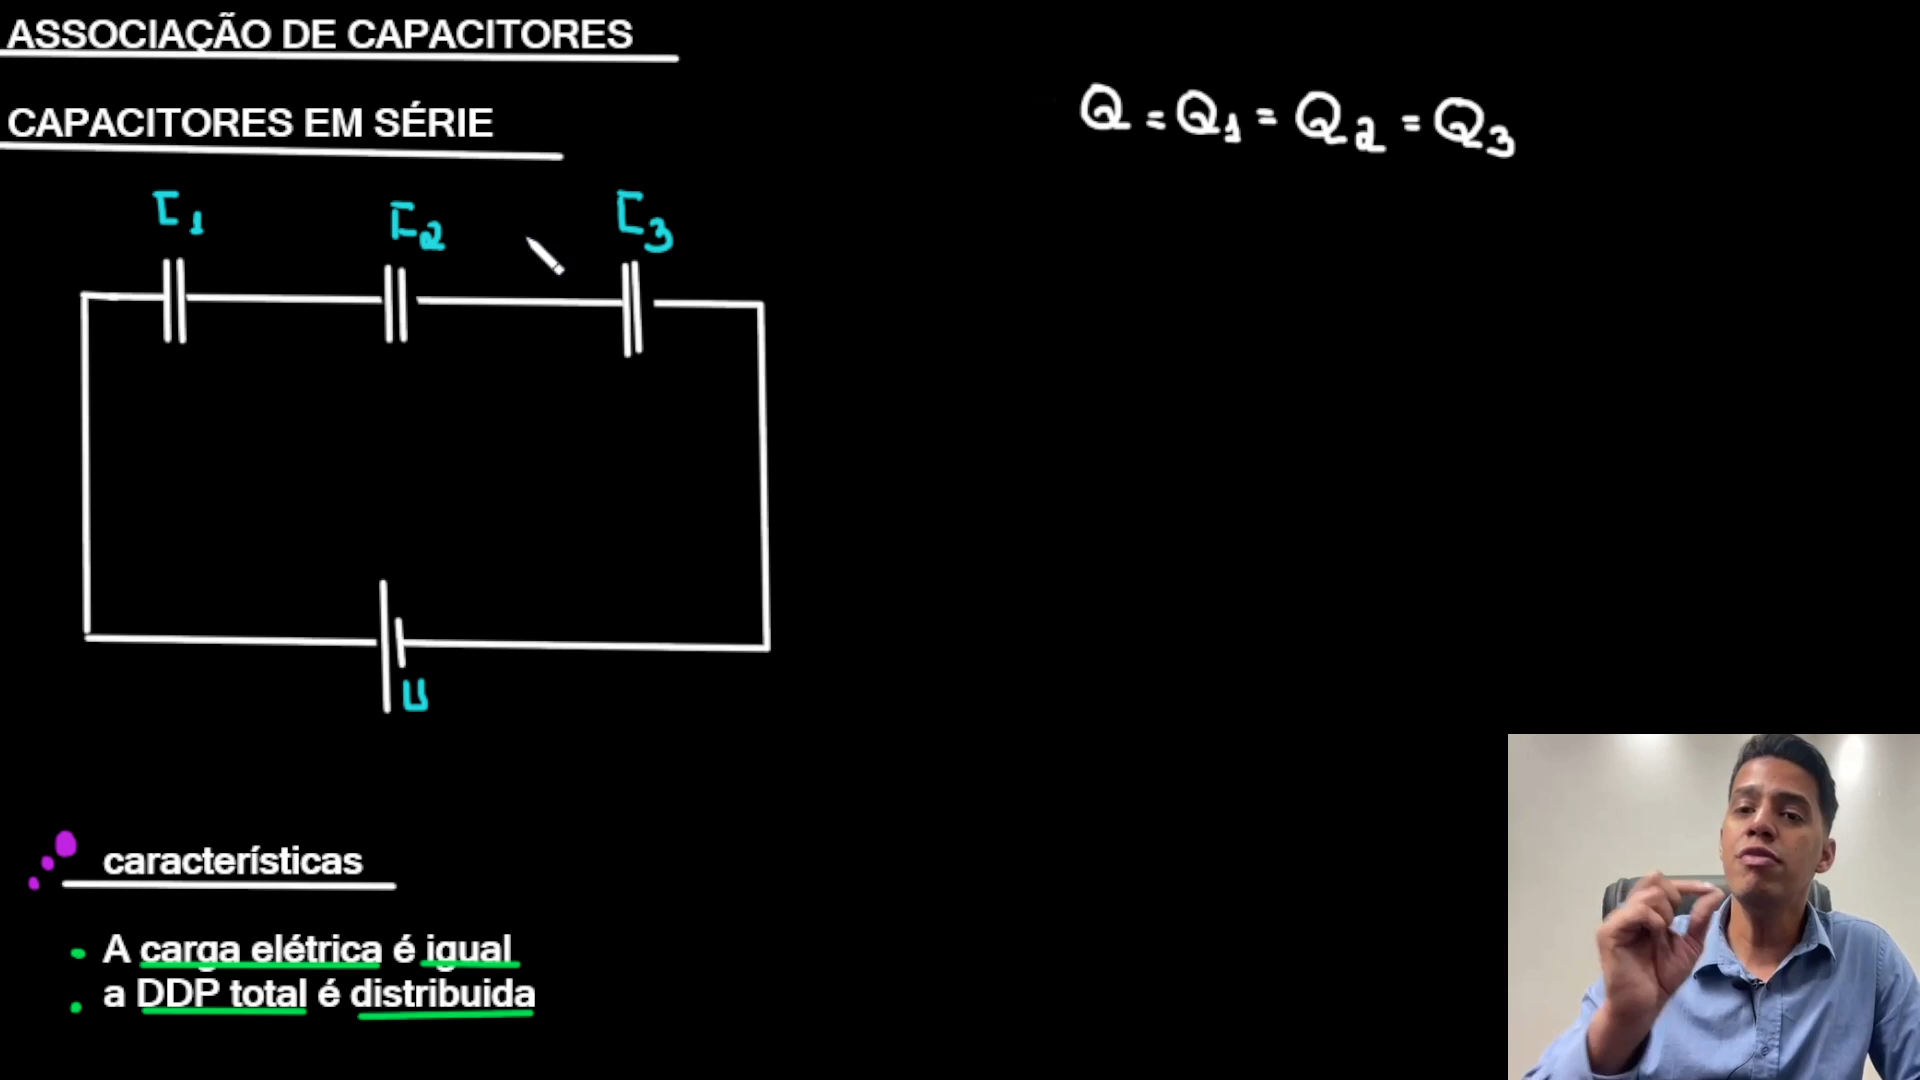 ASSOCIAÇÃO DE CAPACITORES
CAPACITORES EM SÉRIE
Q = Q1 = Q2 = Q3
C1 C2 C3
U
características
A carga elétrica é igual
a DDP total é distribuida